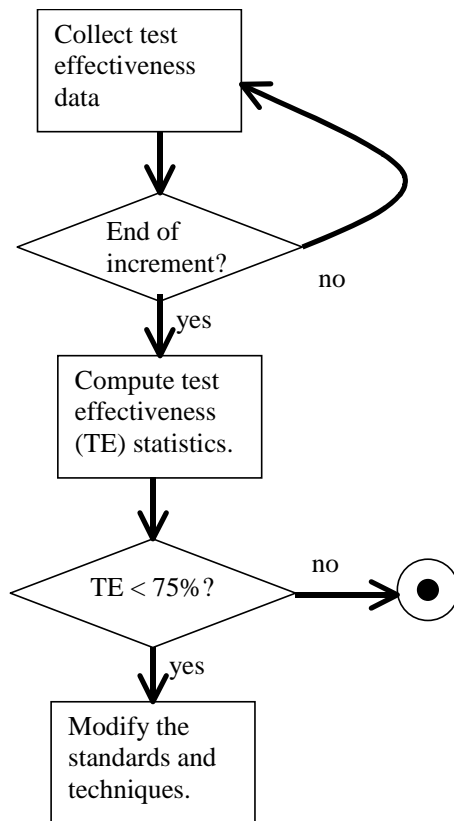 Collect test
effectiveness
data
End of
increment?
no
yes
Compute test
effectiveness
(TE) statistics.
TE < 75%?
no
yes
Modify the
standards and
techniques.